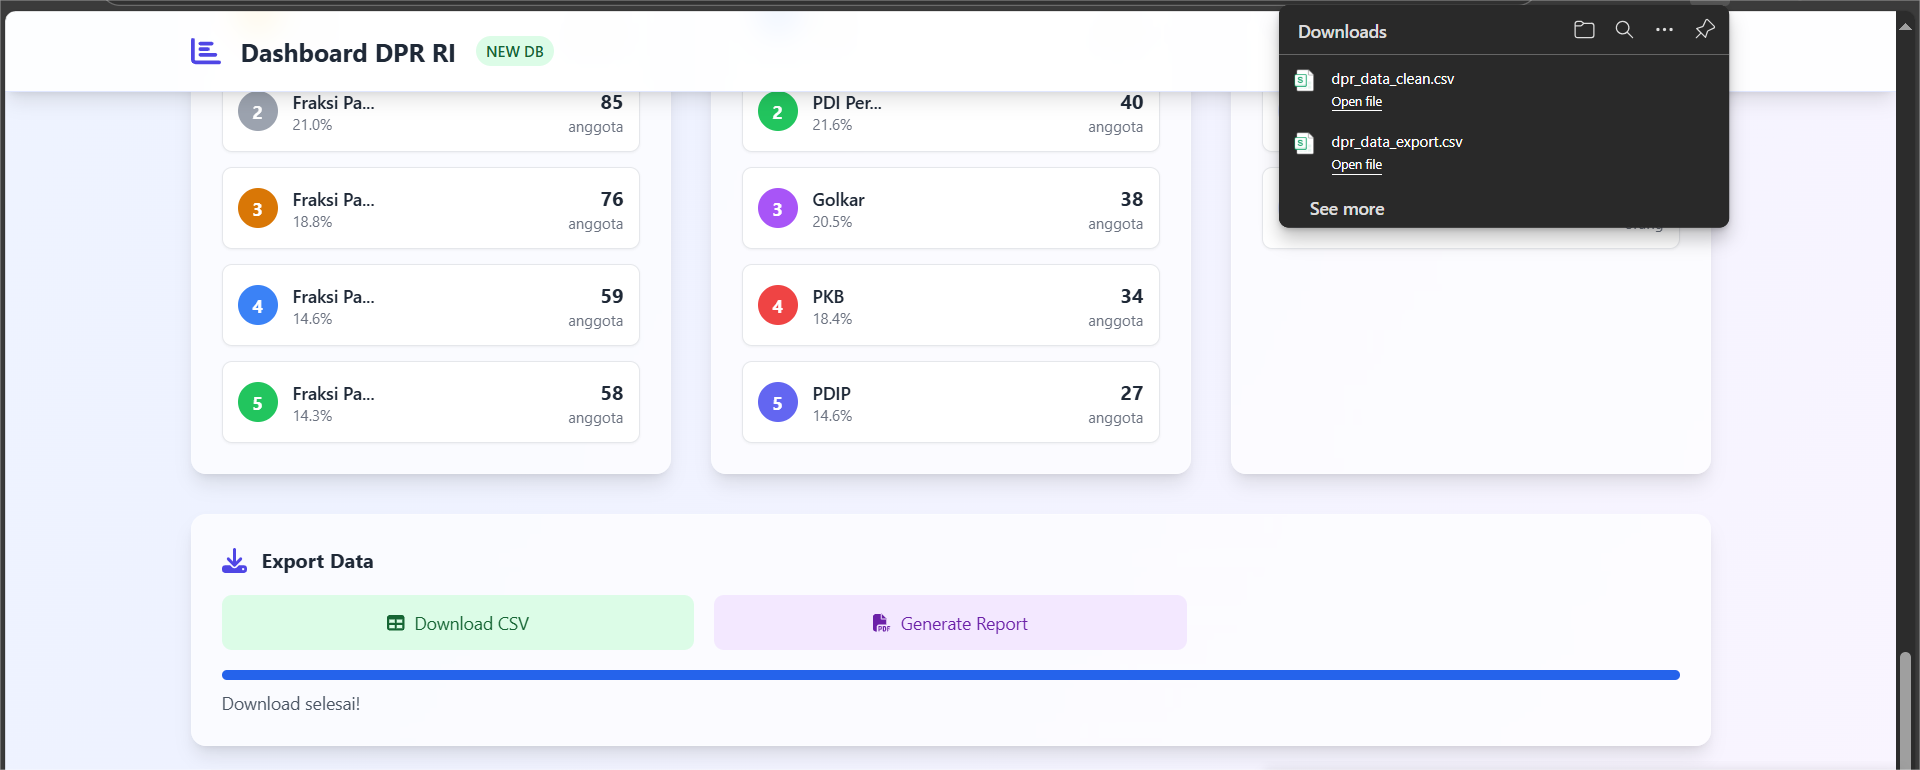 Dashboard DPR RI NEW DB
2 Fraksi Pa... 85
21.0% anggota
3 Fraksi Pa... 76
18.8% anggota
4 Fraksi Pa... 59
14.6% anggota
5 Fraksi Pa... 58
14.3% anggota
2 PDI Per... 40
21.6% anggota
3 Golkar 38
20.5% anggota
4 PKB 34
18.4% anggota
5 PDIP 27
14.6% anggota
Downloads
dpr_data_clean.csv
Open file
dpr_data_export.csv
Open file
See more
Export Data
Download CSV
PDF Generate Report
Download selesai!